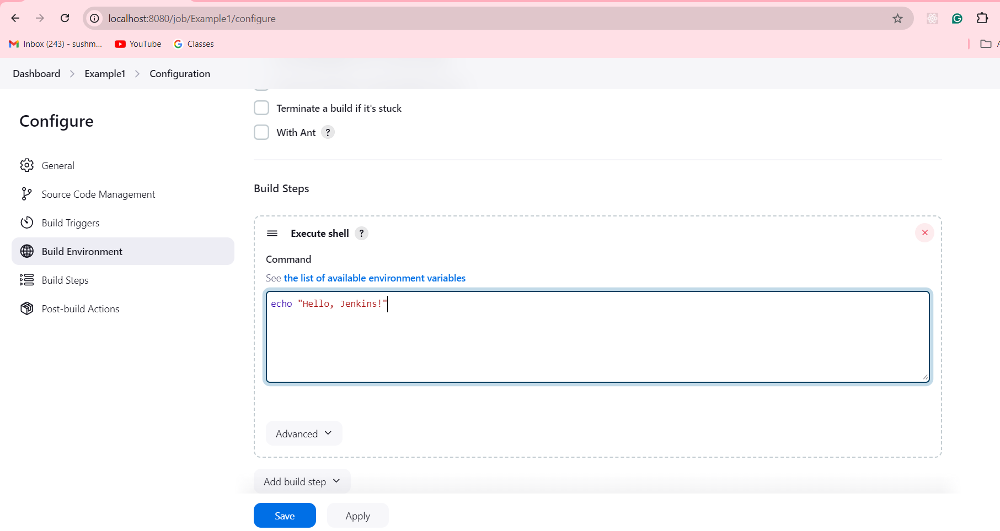 localhost:8080/job/Example1/configure
Inbox (243) - sushm... YouTube Classes
Dashboard Example1 Configuration
Configure
General
Source Code Management
Build Triggers
Build Environment
Build Steps
Post-build Actions
Terminate a build if it's stuck
With Ant ?
Build Steps
Execute shell ?
Command
See the list of available environment variables
echo "Hello, Jenkins!"
Advanced
Add build step
Save Apply